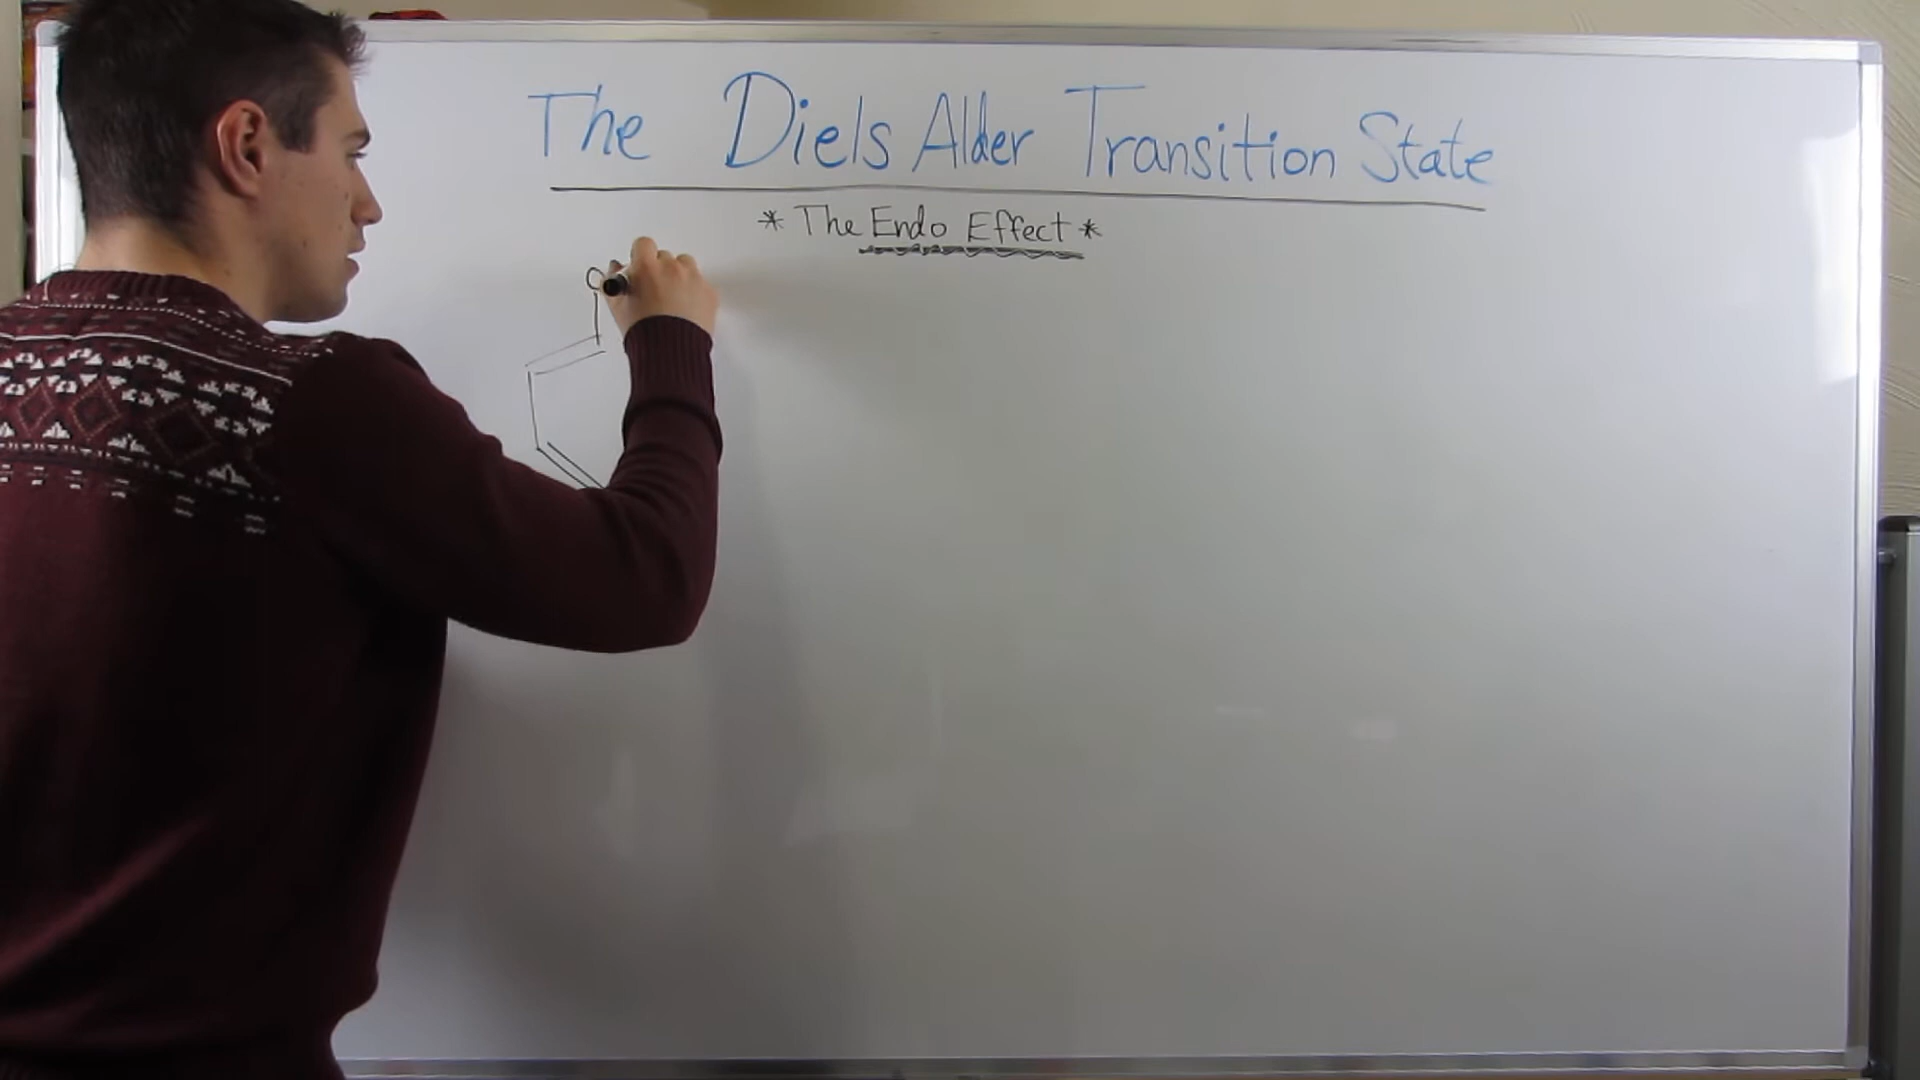 The Diels Alder Transition State
* The Endo Effect *